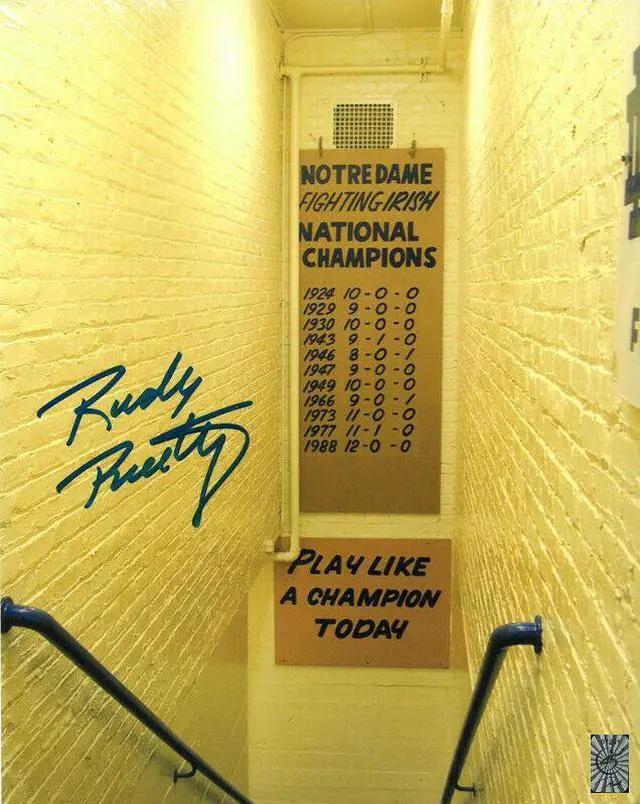 NOTRE DAME
FIGHTING IRISH
NATIONAL
CHAMPIONS
1924 10-0-0
1929 9-0-0
1930 10-0-0
1943 9-1-0
1946 8-0-1
1947 9-0-0
1949 10-0-0
1966 9-0-1
1973 11-0-0
1977 11-1-0
1988 12-0-0
Rudy
Ruettiger
PLAY LIKE
A CHAMPION
TODAY